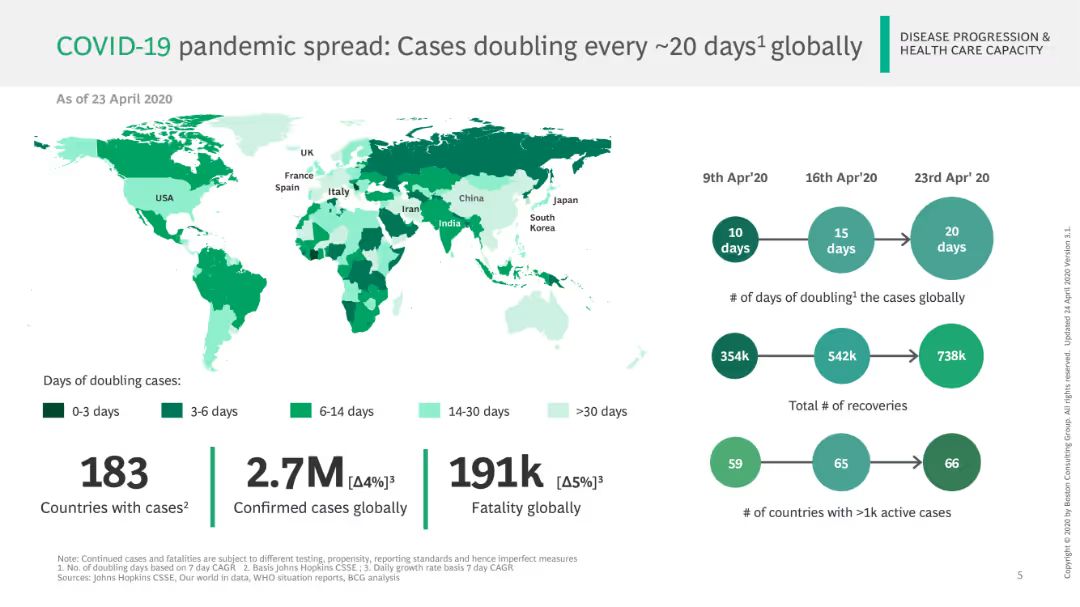 COVID-19 pandemic spread: Cases doubling every ~20 days¹ globally
DISEASE PROGRESSION &
HEALTH CARE CAPACITY
As of 23 April 2020
UK
France
Spain
Italy
USA
Iran
China
India
Japan
South
Korea
Days of doubling cases:
0-3 days
3-6 days
6-14 days
14-30 days
>30 days
183
Countries with cases²
2.7M [Δ4%]³
Confirmed cases globally
191k [Δ5%]³
Fatality globally
9th Apr'20
16th Apr'20
23rd Apr' 20
10
days
15
days
20
days
# of days of doubling¹ the cases globally
354k
542k
738k
Total # of recoveries
59
65
66
# of countries with >1k active cases
Note: Continued cases and fatalities are subject to different testing, propensity, reporting standards and hence imperfect measures
1. No. of doubling days based on 7 day CAGR 2. Basis Johns Hopkins CSSE ; 3. Daily growth rate basis 7 day CAGR
Sources: Johns Hopkins CSSE, Our world in data, WHO situation reports, BCG analysis
5
Copyright © 2020 by Boston Consulting Group. All rights reserved. Updated 24 April 2020 Version 3.1.